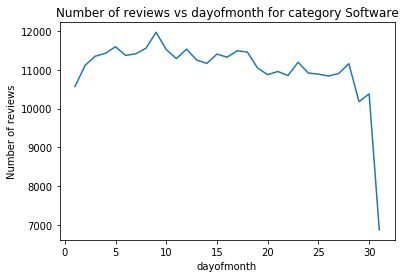 Number of reviews vs dayofmonth for category Software
12000
11000
10000
9000
8000
7000
Number of reviews
0 5 10 15 20 25 30
dayofmonth